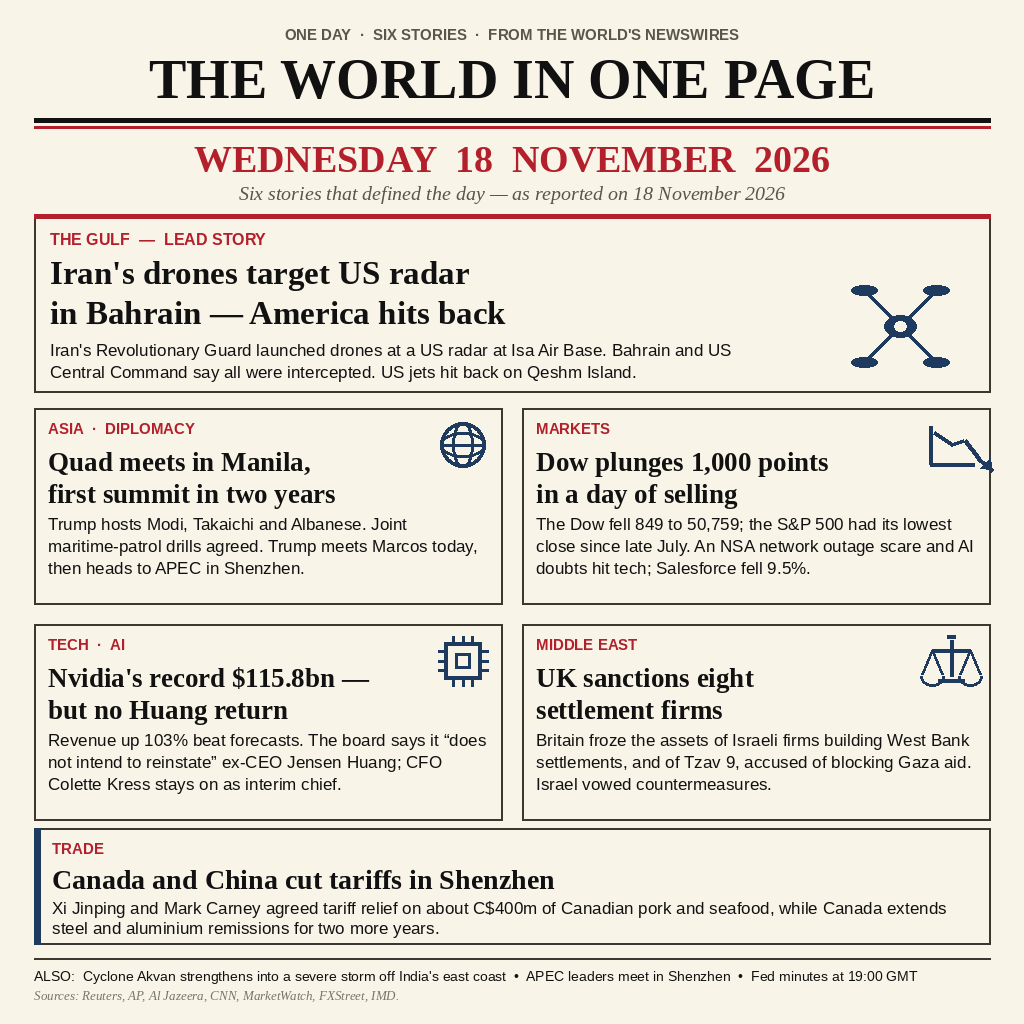 ONE DAY · SIX STORIES · FROM THE WORLD'S NEWSWIRES
THE WORLD IN ONE PAGE
WEDNESDAY 18 NOVEMBER 2026
Six stories that defined the day — as reported on 18 November 2026
THE GULF — LEAD STORY
Iran's drones target US radar
in Bahrain — America hits back
Iran's Revolutionary Guard launched drones at a US radar at Isa Air Base. Bahrain and US
Central Command say all were intercepted. US jets hit back on Qeshm Island.
ASIA · DIPLOMACY
Quad meets in Manila,
first summit in two years
Trump hosts Modi, Takaichi and Albanese. Joint
maritime-patrol drills agreed. Trump meets Marcos today,
then heads to APEC in Shenzhen.
MARKETS
Dow plunges 1,000 points
in a day of selling
The Dow fell 849 to 50,759; the S&P 500 had its lowest
close since late July. An NSA network outage scare and AI
doubts hit tech; Salesforce fell 9.5%.
TECH · AI
Nvidia's record $115.8bn —
but no Huang return
Revenue up 103% beat forecasts. The board says it “does
not intend to reinstate” ex-CEO Jensen Huang; CFO
Colette Kress stays on as interim chief.
MIDDLE EAST
UK sanctions eight
settlement firms
Britain froze the assets of Israeli firms building West Bank
settlements, and of Tzav 9, accused of blocking Gaza aid.
Israel vowed countermeasures.
TRADE
Canada and China cut tariffs in Shenzhen
Xi Jinping and Mark Carney agreed tariff relief on about C$400m of Canadian pork and seafood, while Canada extends
steel and aluminium remissions for two more years.
ALSO: Cyclone Akvan strengthens into a severe storm off India's east coast • APEC leaders meet in Shenzhen • Fed minutes at 19:00 GMT
Sources: Reuters, AP, Al Jazeera, CNN, MarketWatch, FXStreet, IMD.